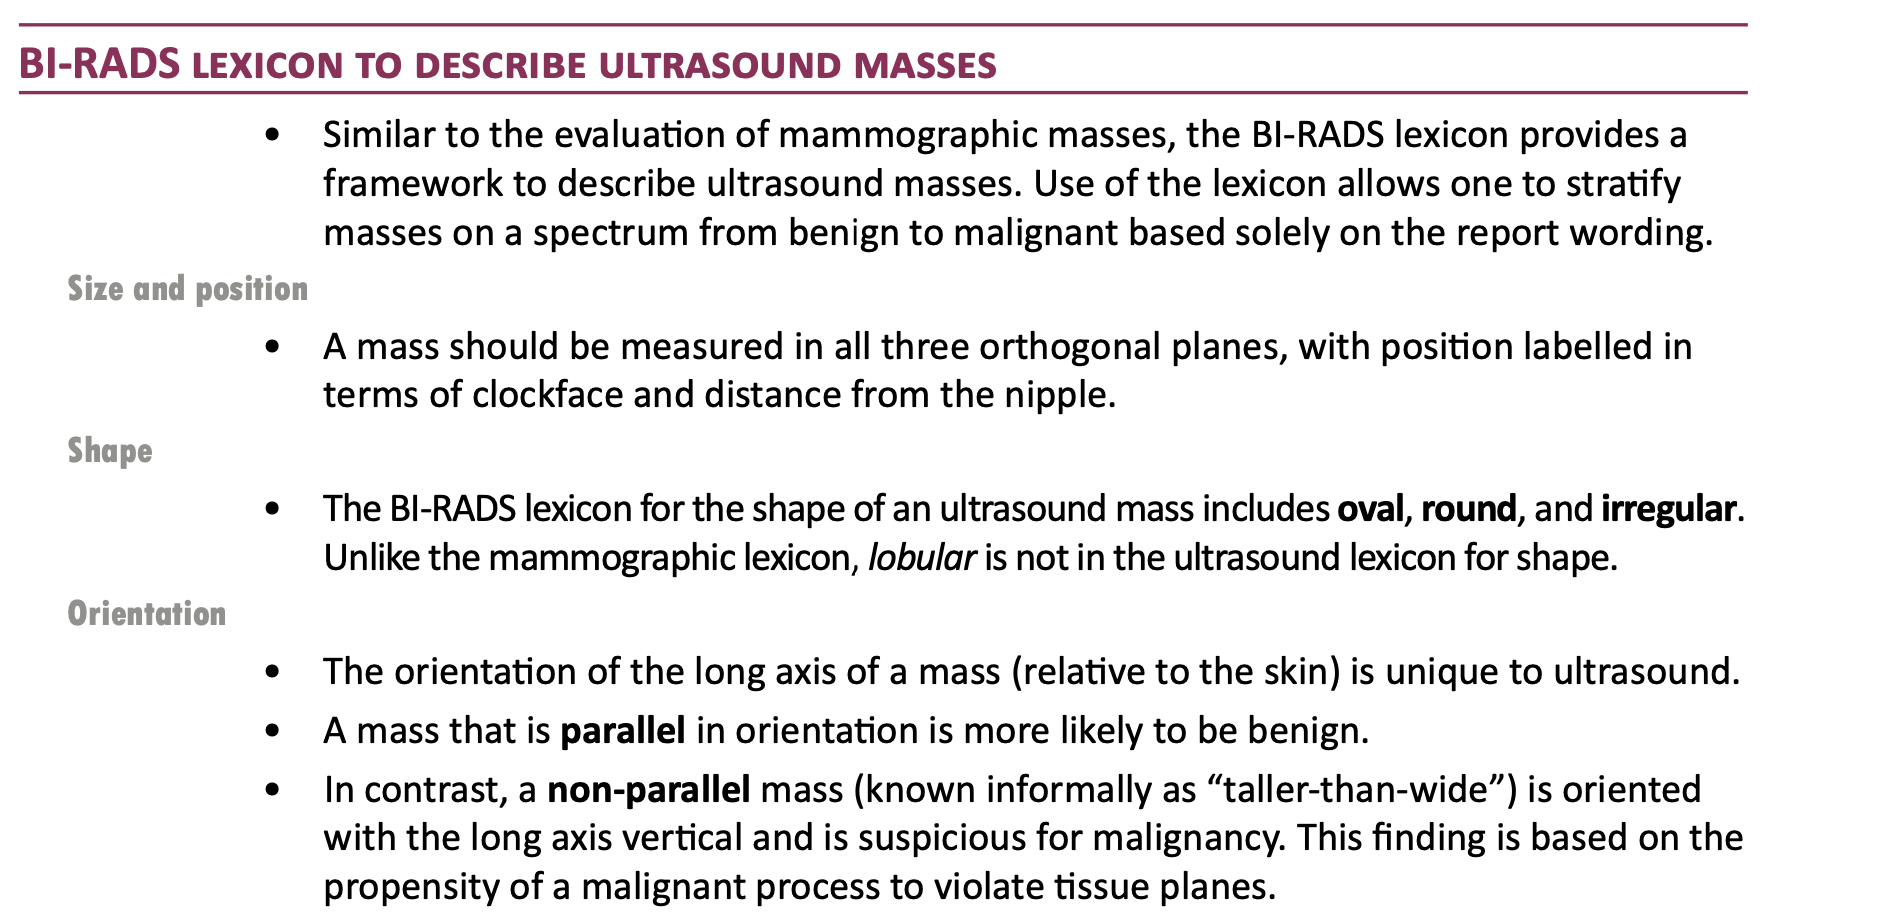 BI-RADS LEXICON TO DESCRIBE ULTRASOUND MASSES
• Similar to the evaluation of mammographic masses, the BI-RADS lexicon provides a
framework to describe ultrasound masses. Use of the lexicon allows one to stratify
masses on a spectrum from benign to malignant based solely on the report wording.
Size and position
• A mass should be measured in all three orthogonal planes, with position labelled in
terms of clockface and distance from the nipple.
Shape
• The BI-RADS lexicon for the shape of an ultrasound mass includes oval, round, and irregular.
Unlike the mammographic lexicon, lobular is not in the ultrasound lexicon for shape.
Orientation
• The orientation of the long axis of a mass (relative to the skin) is unique to ultrasound.
• A mass that is parallel in orientation is more likely to be benign.
• In contrast, a non-parallel mass (known informally as “taller-than-wide”) is oriented
with the long axis vertical and is suspicious for malignancy. This finding is based on the
propensity of a malignant process to violate tissue planes.